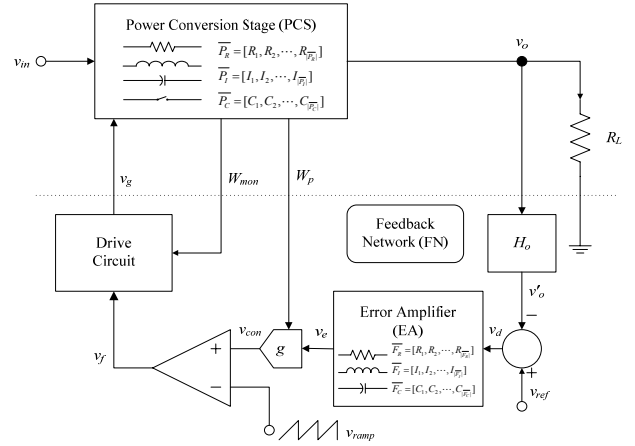 Power Conversion Stage (PCS)
P_R = [R_1, R_2, ⋯, R_|P_R|]
P_I = [I_1, I_2, ⋯, I_|P_I|]
P_C = [C_1, C_2, ⋯, C_|P_C|]
v_in
v_o
R_L
v_g
W_mon
W_p
Drive
Circuit
Feedback
Network (FN)
H_o
v'_o
−
Error Amplifier
(EA)
F_R = [R_1, R_2, ⋯, R_|F_R|]
F_I = [I_1, I_2, ⋯, I_|F_I|]
F_C = [C_1, C_2, ⋯, C_|F_C|]
v_d
+
v_ref
v_e
g
v_con
+
−
v_f
v_ramp